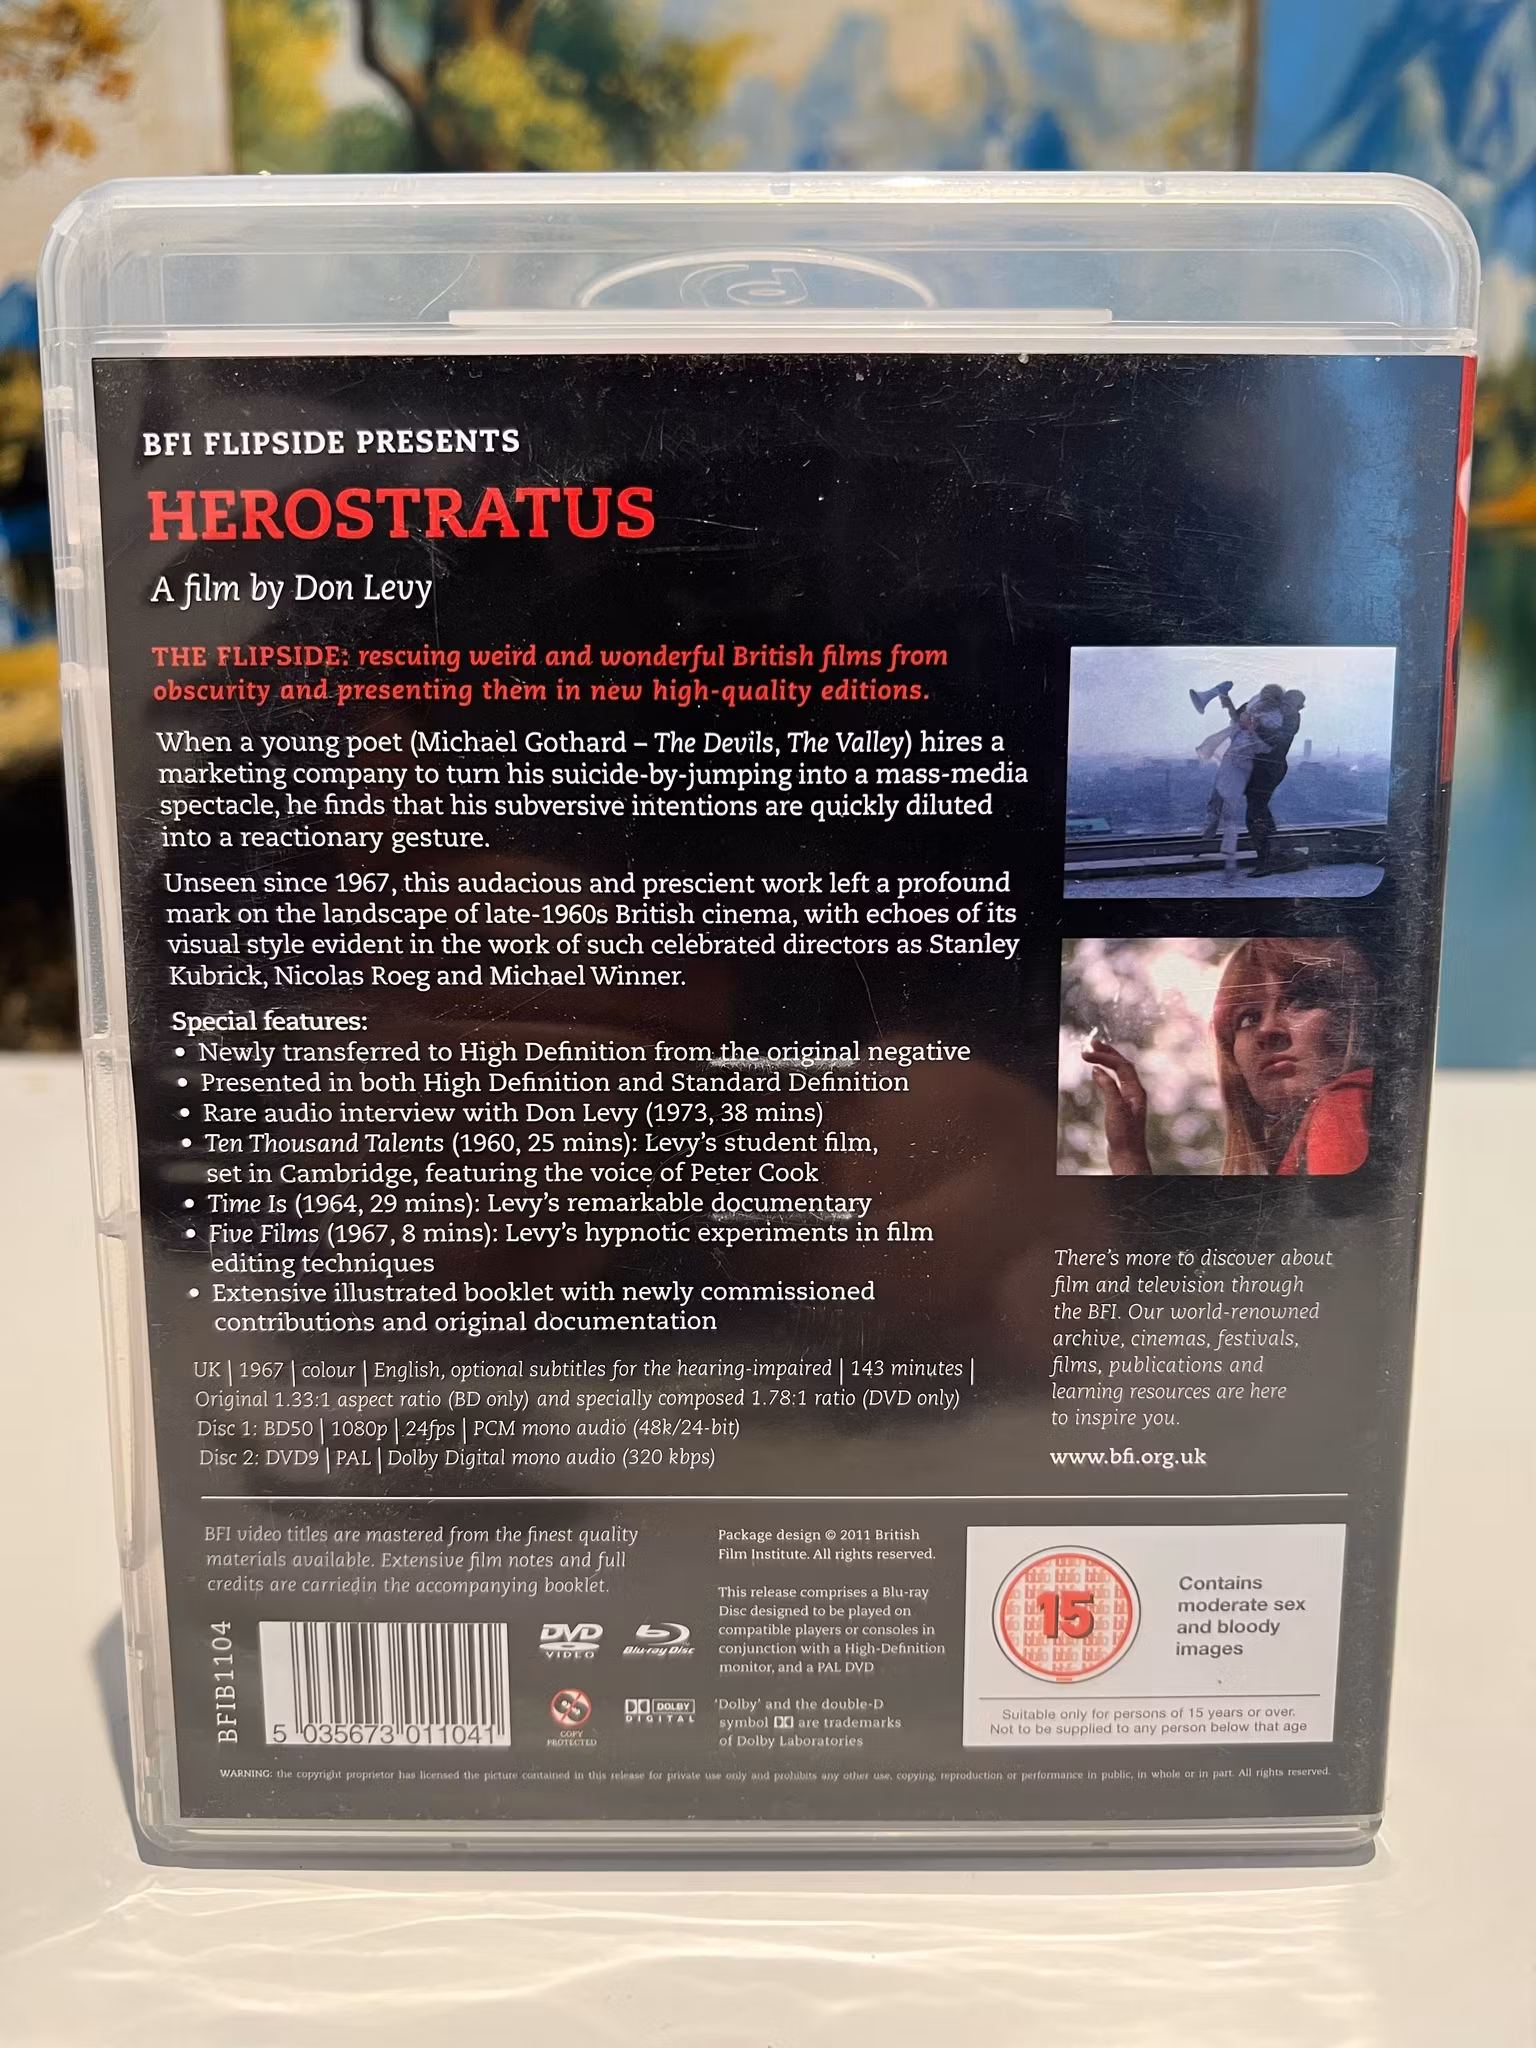 BFI FLIPSIDE PRESENTS
HEROSTRATUS
A film by Don Levy
THE FLIPSIDE: rescuing weird and wonderful British films from
obscurity and presenting them in new high-quality editions.
When a young poet (Michael Gothard – The Devils, The Valley) hires a
marketing company to turn his suicide-by-jumping into a mass-media
spectacle, he finds that his subversive intentions are quickly diluted
into a reactionary gesture.
Unseen since 1967, this audacious and prescient work left a profound
mark on the landscape of late-1960s British cinema, with echoes of its
visual style evident in the work of such celebrated directors as Stanley
Kubrick, Nicolas Roeg and Michael Winner.
Special features:
• Newly transferred to High Definition from the original negative
• Presented in both High Definition and Standard Definition
• Rare audio interview with Don Levy (1973, 38 mins)
• Ten Thousand Talents (1960, 25 mins): Levy's student film,
set in Cambridge, featuring the voice of Peter Cook
• Time Is (1964, 29 mins): Levy's remarkable documentary
• Five Films (1967, 8 mins): Levy's hypnotic experiments in film
editing techniques
• Extensive illustrated booklet with newly commissioned
contributions and original documentation
UK | 1967 | colour | English, optional subtitles for the hearing-impaired | 143 minutes |
Original 1.33:1 aspect ratio (BD only) and specially composed 1.78:1 ratio (DVD only)
Disc 1: BD50 | 1080p | 24fps | PCM mono audio (48k/24-bit)
Disc 2: DVD9 | PAL | Dolby Digital mono audio (320 kbps)
There's more to discover about
film and television through
the BFI. Our world-renowned
archive, cinemas, festivals,
films, publications and
learning resources are here
to inspire you.
www.bfi.org.uk
BFI video titles are mastered from the finest quality
materials available. Extensive film notes and full
credits are carriedin the accompanying booklet.
BFIB1104
5 035673 011041
DVD
VIDEO
Blu-ray Disc
COPY
PROTECTED
DOLBY
DIGITAL
Package design © 2011 British
Film Institute. All rights reserved.
This release comprises a Blu-ray
Disc designed to be played on
compatible players or consoles in
conjunction with a High-Definition
monitor, and a PAL DVD
'Dolby' and the double-D
symbol are trademarks
of Dolby Laboratories
15
Contains
moderate sex
and bloody
images
Suitable only for persons of 15 years or over.
Not to be supplied to any person below that age
WARNING: the copyright proprietor has licensed the picture contained in this release for private use only and prohibits any other use, copying, reproduction or performance in public, in whole or in part. All rights reserved.